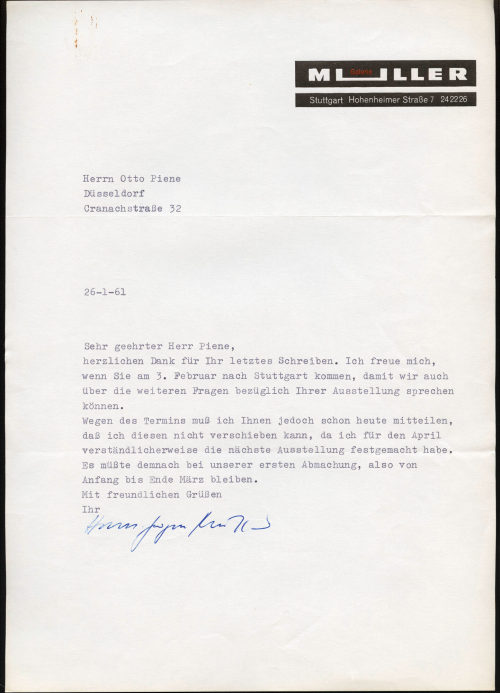 MÜLLER
Galerie
Stuttgart Hohenheimer Straße 7 242226
Herrn Otto Piene
Düsseldorf
Cranachstraße 32
26-1-61
Sehr geehrter Herr Piene,
herzlichen Dank für Ihr letztes Schreiben. Ich freue mich,
wenn Sie am 3. Februar nach Stuttgart kommen, damit wir auch
über die weiteren Fragen bezüglich Ihrer Ausstellung sprechen
können.
Wegen des Termins muß ich Ihnen jedoch schon heute mitteilen,
daß ich diesen nicht verschieben kann, da ich für den April
verständlicherweise die nächste Ausstellung festgemacht habe.
Es müßte demnach bei unserer ersten Abmachung, also von
Anfang bis Ende März bleiben.
Mit freundlichen Grüßen
Ihr